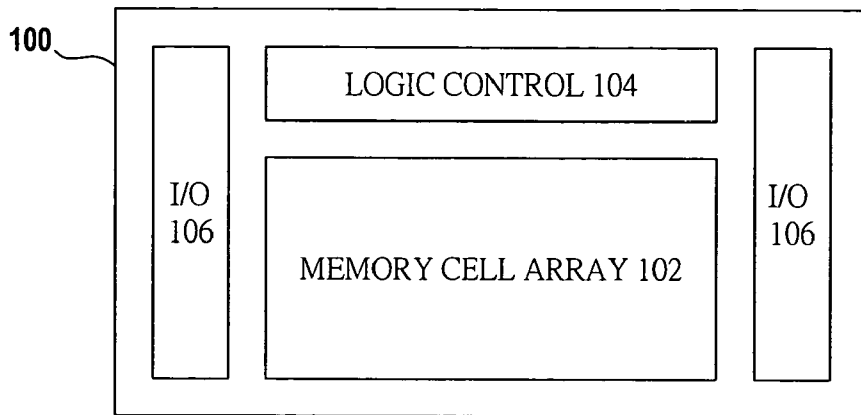 100
LOGIC CONTROL 104
I/O
106
MEMORY CELL ARRAY 102
I/O
106